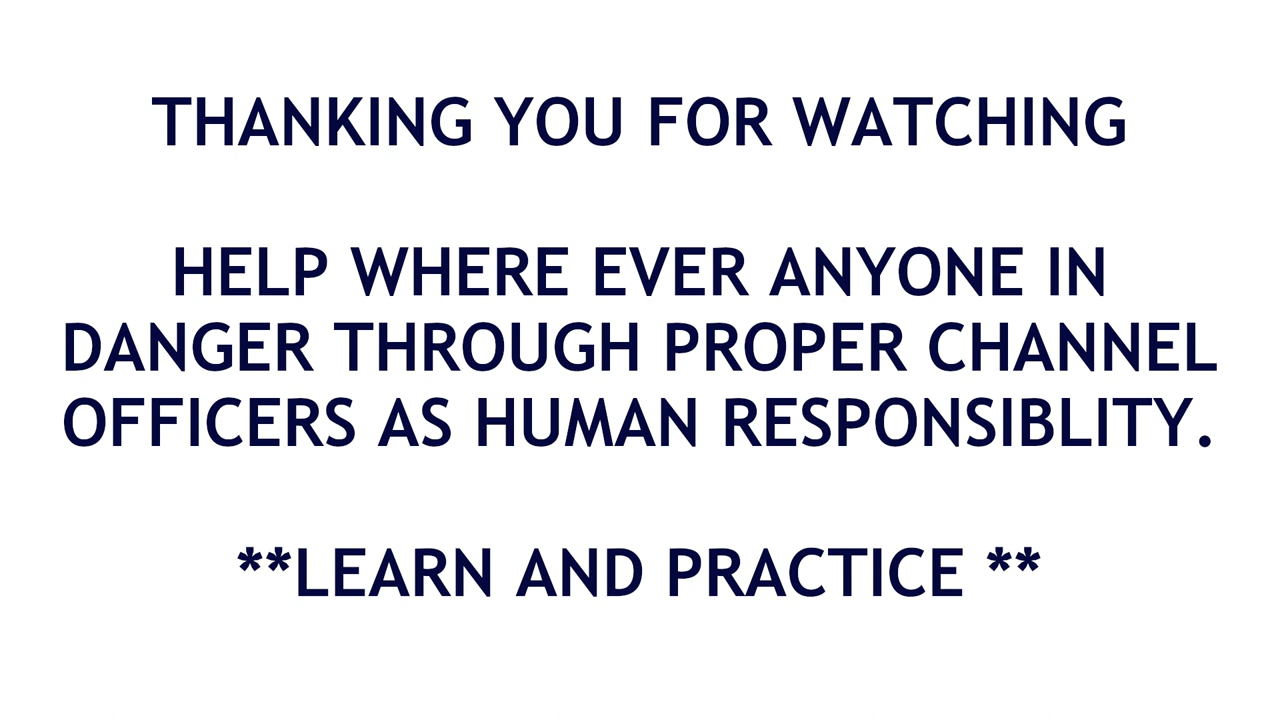 THANKING YOU FOR WATCHING
HELP WHERE EVER ANYONE IN
DANGER THROUGH PROPER CHANNEL
OFFICERS AS HUMAN RESPONSIBLITY.
**LEARN AND PRACTICE **